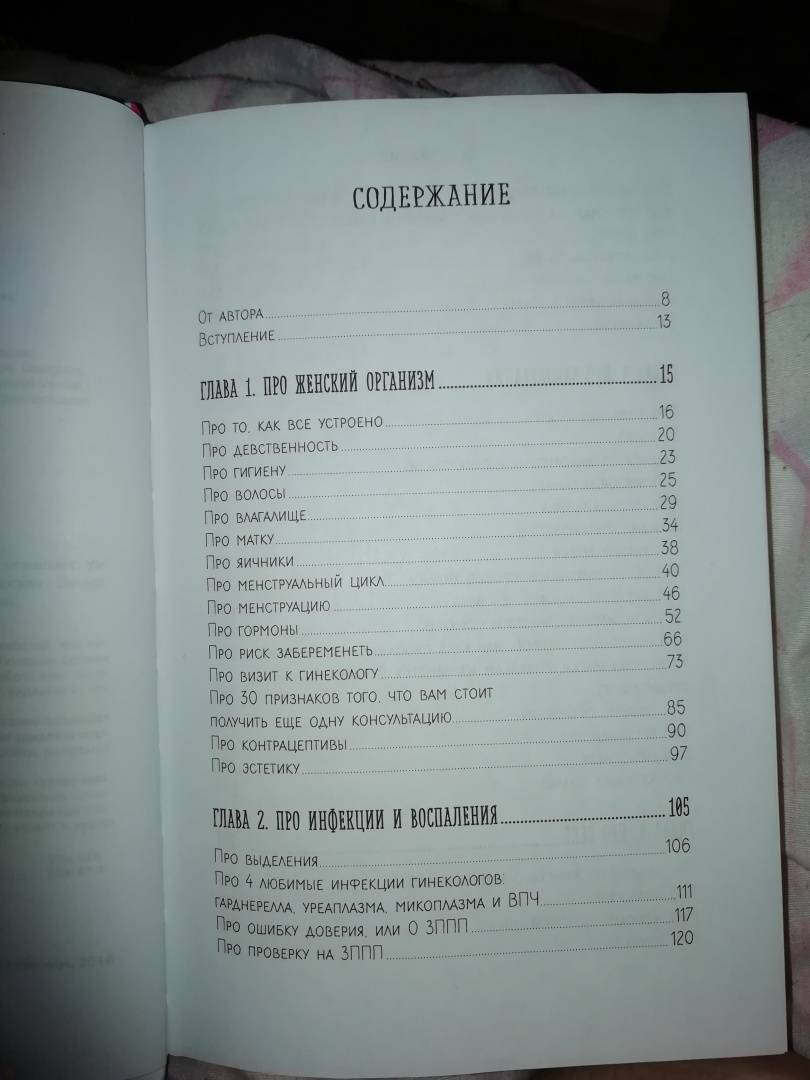 СОДЕРЖАНИЕ
От автора 8
Вступление 13
ГЛАВА 1. ПРО ЖЕНСКИЙ ОРГАНИЗМ 15
Про то, как все устроено 16
Про девственность 20
Про гигиену 23
Про волосы 25
Про влагалище 29
Про матку 34
Про яичники 38
Про менструальный цикл 40
Про менструацию 46
Про гормоны 52
Про риск забеременеть 66
Про визит к гинекологу 73
Про 30 признаков того, что вам стоит
получить еще одну консультацию 85
Про контрацептивы 90
Про эстетику 97
ГЛАВА 2. ПРО ИНФЕКЦИИ И ВОСПАЛЕНИЯ 105
Про выделения 106
Про 4 любимые инфекции гинекологов:
гарднерелла, уреаплазма, микоплазма и ВПЧ 111
Про ошибку доверия, или О ЗППП 117
Про проверку на ЗППП 120